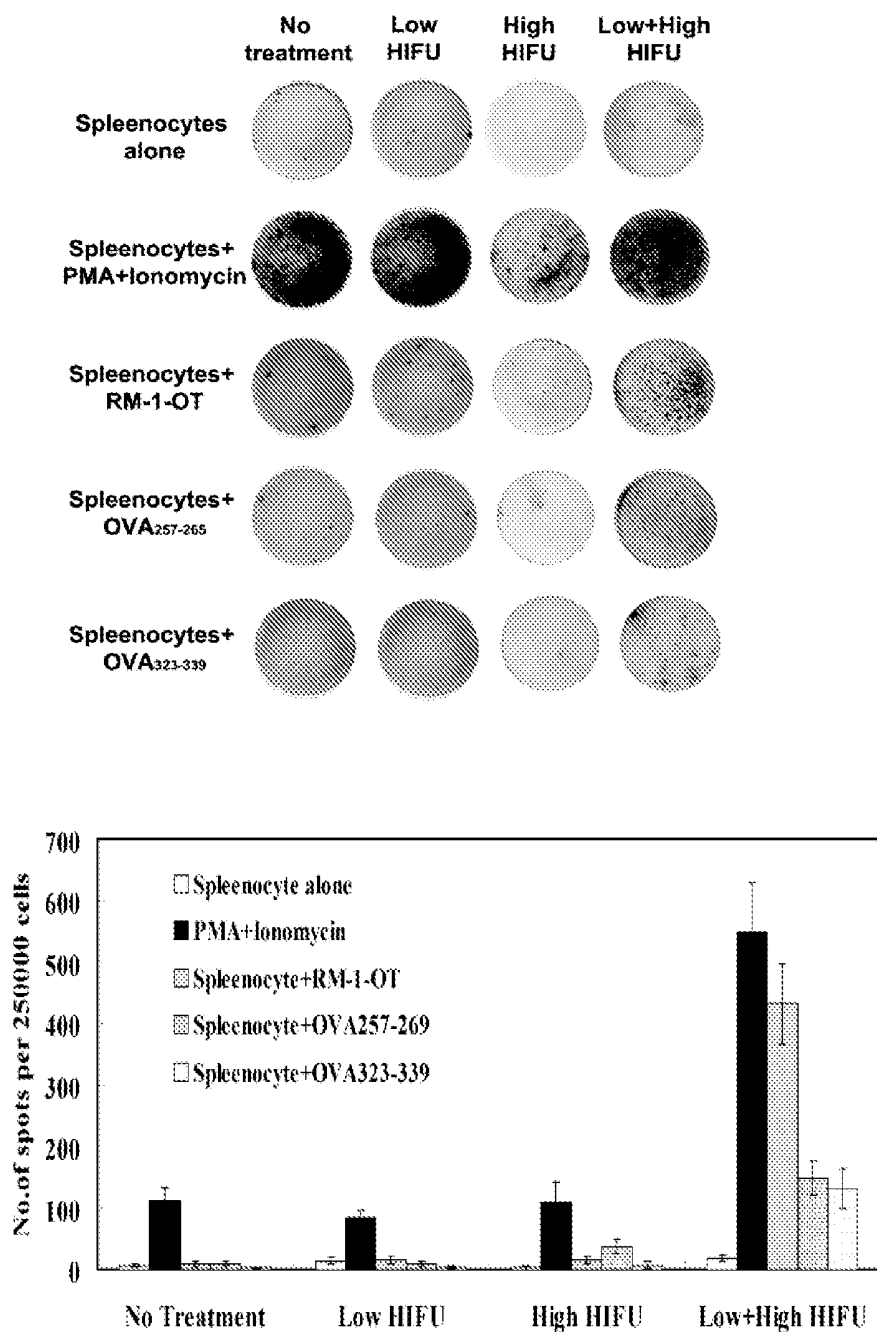 No treatment
Low HIFU
High HIFU
Low+High HIFU
Spleenocytes alone
Spleenocytes+ PMA+Ionomycin
Spleenocytes+ RM-1-OT
Spleenocytes+ OVA257-265
Spleenocytes+ OVA323-339
No.of spots per 250000 cells
700
600
500
400
300
200
100
0
Spleenocyte alone
PMA+Ionomycin
Spleenocyte+RM-1-OT
Spleenocyte+OVA257-269
Spleenocyte+OVA323-339
No Treatment
Low HIFU
High HIFU
Low+High HIFU